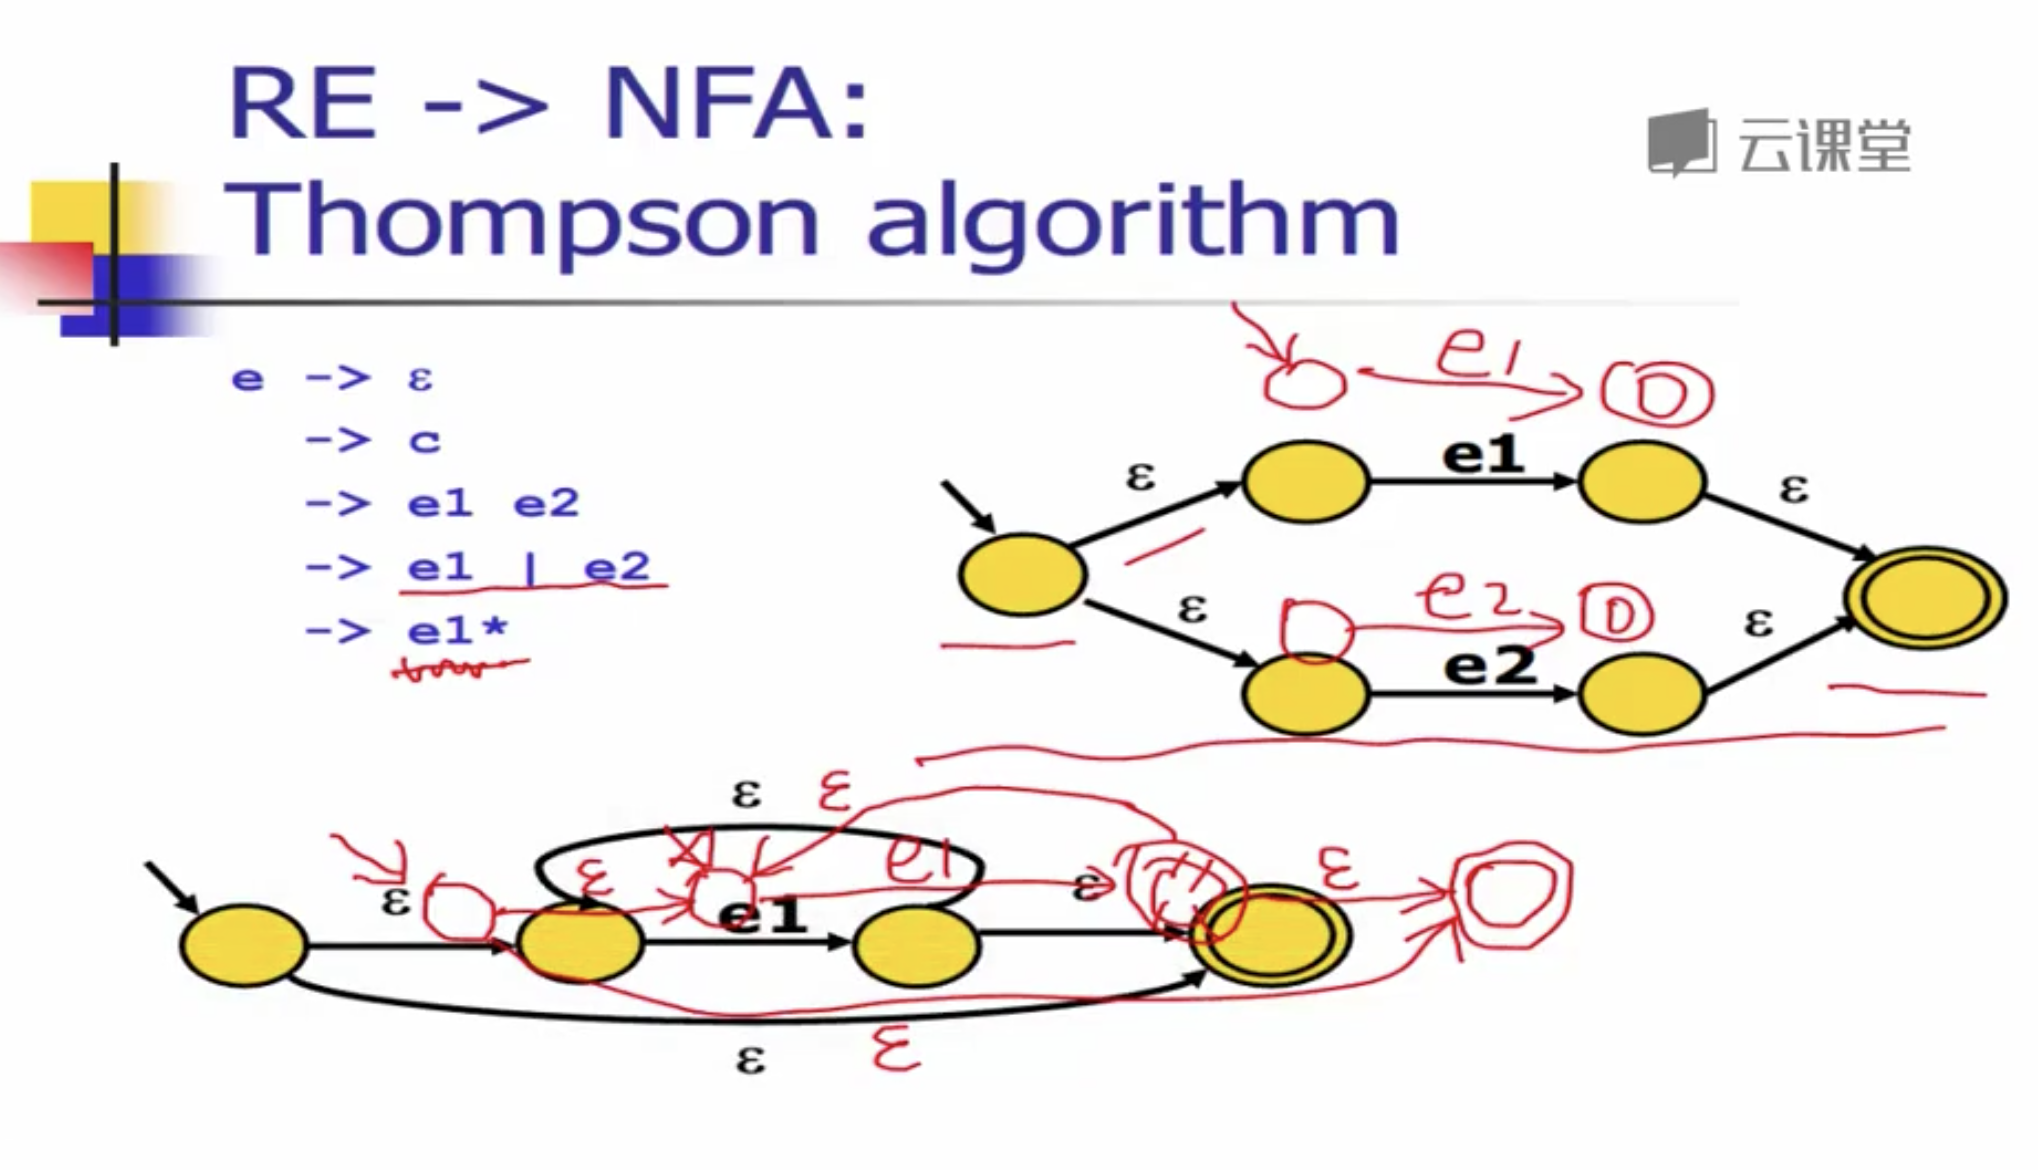 RE -> NFA:
Thompson algorithm
云课堂
e -> ε
-> c
-> e1 e2
-> e1 | e2
-> e1*
e1
ε e1 ε
ε e2 ε
e2
ε ε
ε ε e1 e1 ε ε
ε ε